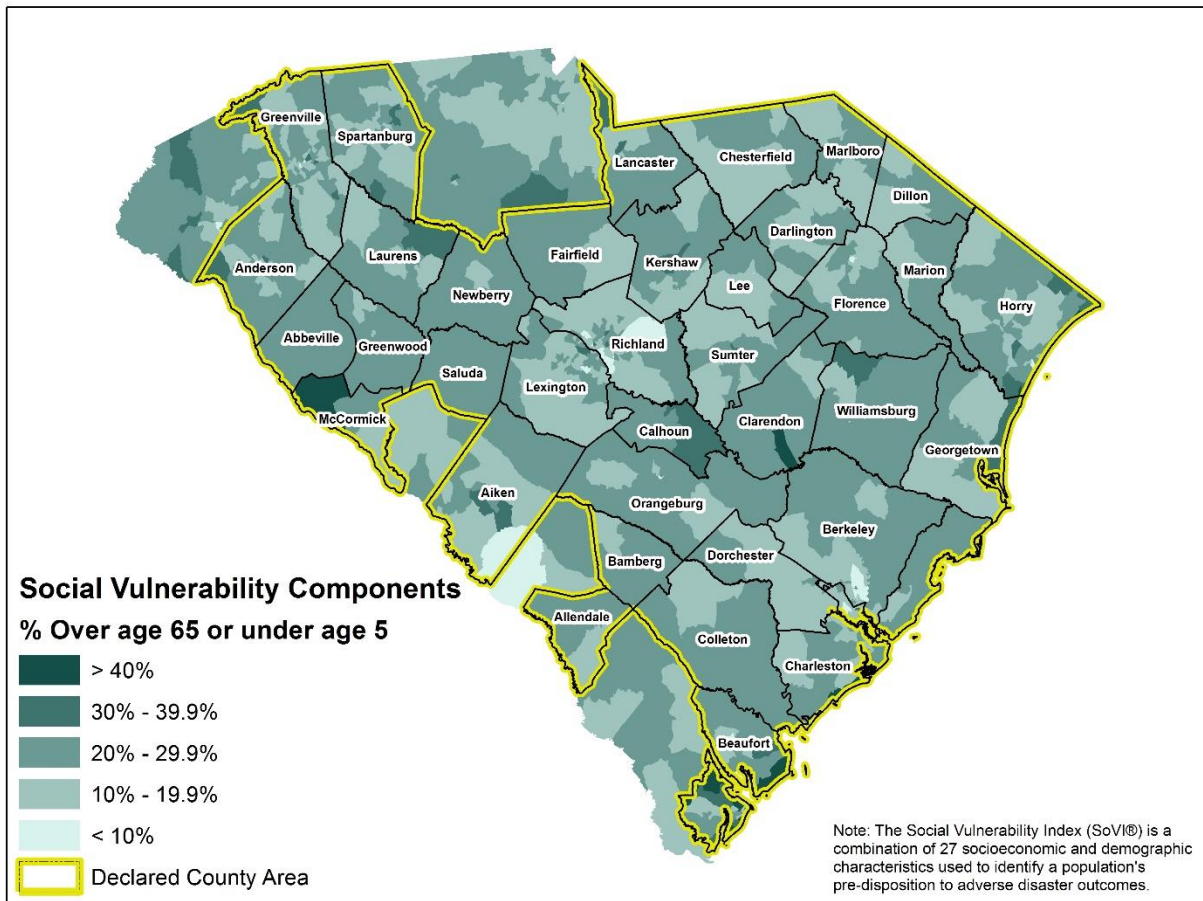 Greenville
Spartanburg
Lancaster
Chesterfield
Marlboro
Dillon
Anderson
Laurens
Fairfield
Kershaw
Darlington
Marion
Newberry
Lee
Florence
Horry
Abbeville
Greenwood
Richland
Sumter
Saluda
Lexington
McCormick
Calhoun
Clarendon
Williamsburg
Georgetown
Aiken
Orangeburg
Berkeley
Bamberg
Dorchester
Allendale
Colleton
Charleston
Beaufort
Social Vulnerability Components
% Over age 65 or under age 5
> 40%
30% - 39.9%
20% - 29.9%
10% - 19.9%
< 10%
Declared County Area
Note: The Social Vulnerability Index (SoVI®) is a
combination of 27 socioeconomic and demographic
characteristics used to identify a population's
pre-disposition to adverse disaster outcomes.